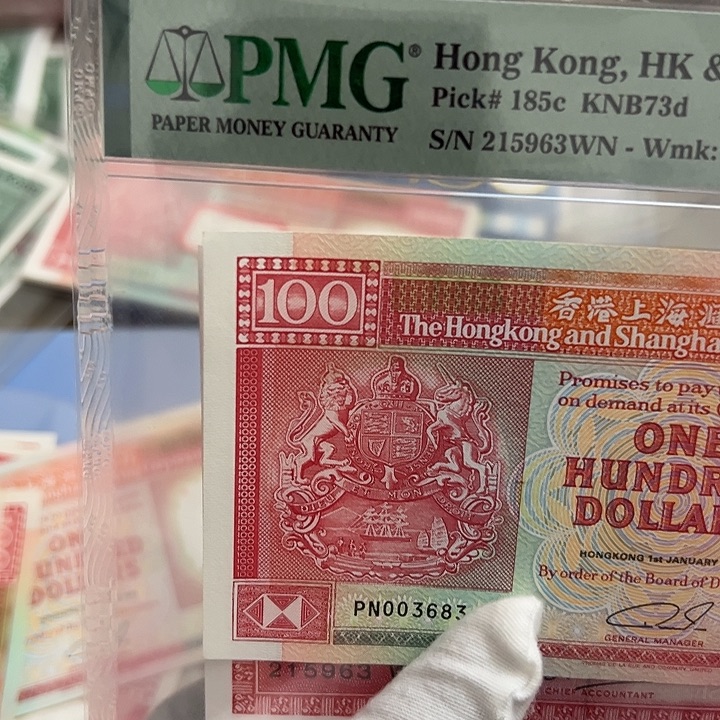 PMG®
PAPER MONEY GUARANTY
Hong Kong, HK &
Pick# 185c KNB73d
S/N 215963WN - Wmk:
100
香港上海
The Hongkong and Shangha
Promises to pay
on demand at its
ONE
HUNDR
DOLLA
HONGKONG 1st JANUARY
By order of the Board of D
GENERAL MANAGER
PN003683
215963
CHIEF ACCOUNTANT